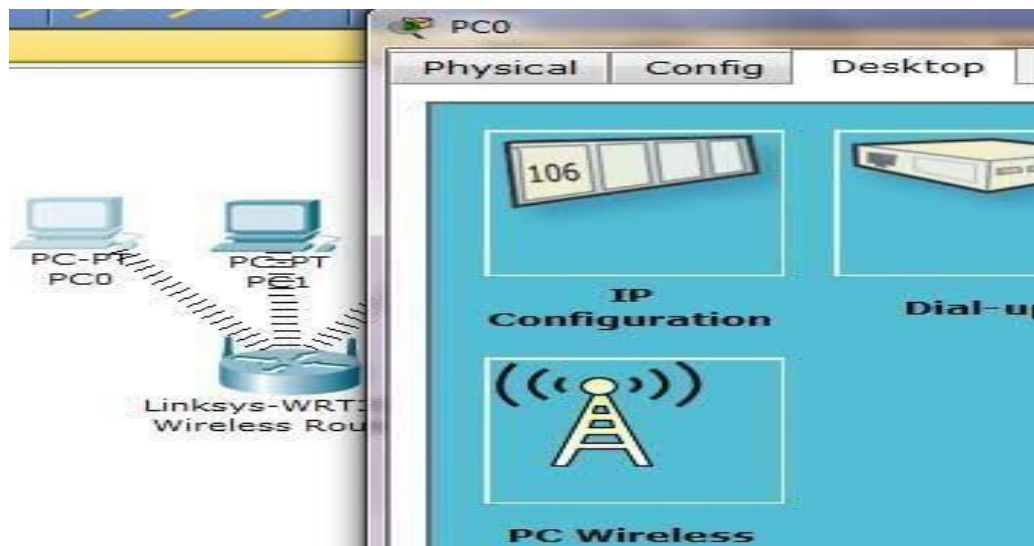 PC0
Physical Config Desktop
106
IP
Configuration
Dial-up
PC Wireless
PC-PT
PC0
PC-PT
PC1
Linksys-WRT
Wireless Rou